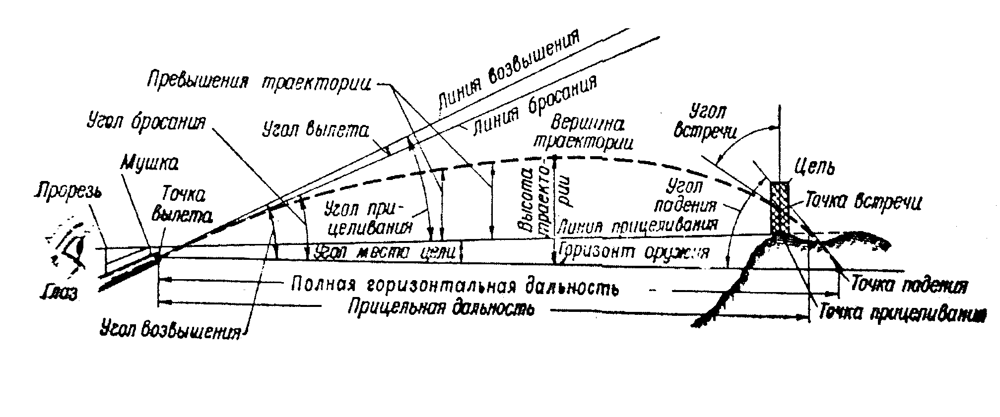 Линия возвышения
Превышения траектории
Линия бросания
Угол бросания
Угол вылета
Вершина
траектории
Угол
встречи
Мушка
Цель
Прорезь
Точка
вылета
Угол при-
целивания
Высота
траекто-
рии
Угол
падения
Точка встречи
Линия прицеливания
Угол места цели
Горизонт оружия
Глаз
Полная горизонтальная дальность
Точка падения
Прицельная дальность
Точка прицеливания
Угол возвышения